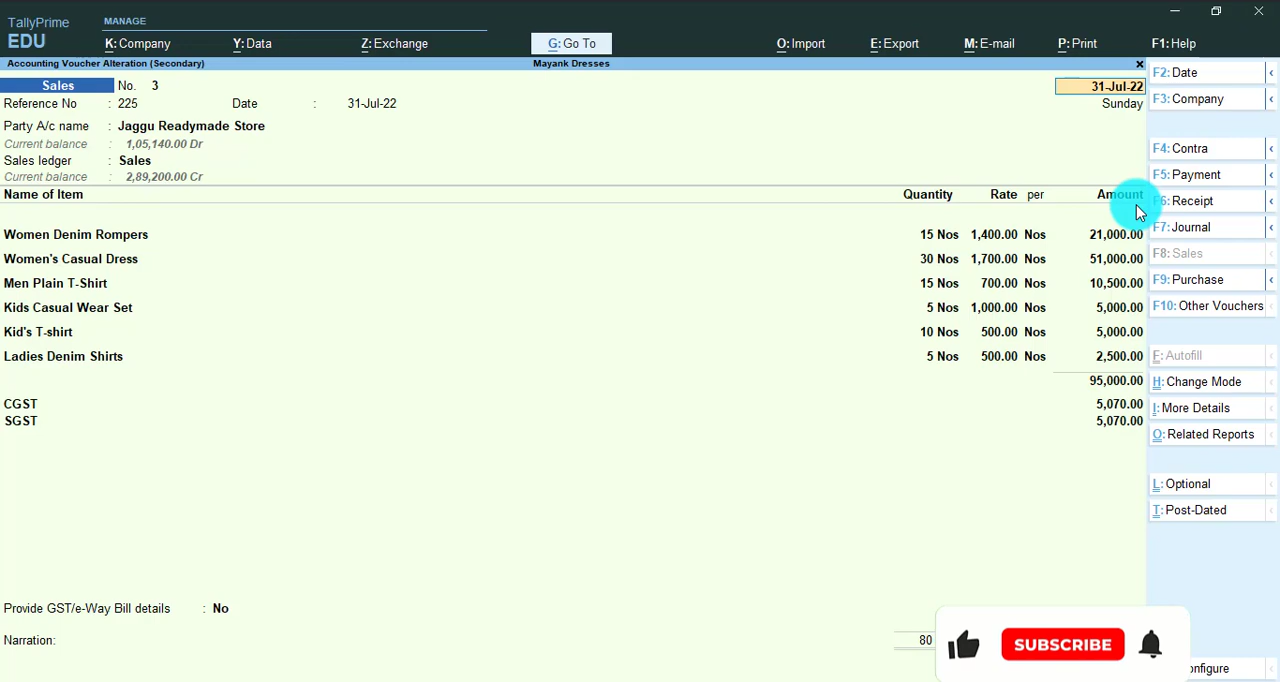 TallyPrime MANAGE
EDU K: Company Y: Data Z: Exchange G: Go To O: Import E: Export M: E-mail P: Print F1: Help
Accounting Voucher Alteration (Secondary) Mayank Dresses
Sales No. 3 31-Jul-22
Reference No : 225 Date : 31-Jul-22 Sunday
Party A/c name : Jaggu Readymade Store
Current balance : 1,05,140.00 Dr
Sales ledger : Sales
Current balance : 2,89,200.00 Cr
Name of Item Quantity Rate per Amount
Women Denim Rompers 15 Nos 1,400.00 Nos 21,000.00
Women's Casual Dress 30 Nos 1,700.00 Nos 51,000.00
Men Plain T-Shirt 15 Nos 700.00 Nos 10,500.00
Kids Casual Wear Set 5 Nos 1,000.00 Nos 5,000.00
Kid's T-shirt 10 Nos 500.00 Nos 5,000.00
Ladies Denim Shirts 5 Nos 500.00 Nos 2,500.00
95,000.00
CGST 5,070.00
SGST 5,070.00
Provide GST/e-Way Bill details : No
Narration: 80
SUBSCRIBE
F2: Date
F3: Company
F4: Contra
F5: Payment
F6: Receipt
F7: Journal
F8: Sales
F9: Purchase
F10: Other Vouchers
F: Autofill
H: Change Mode
I: More Details
O: Related Reports
L: Optional
T: Post-Dated